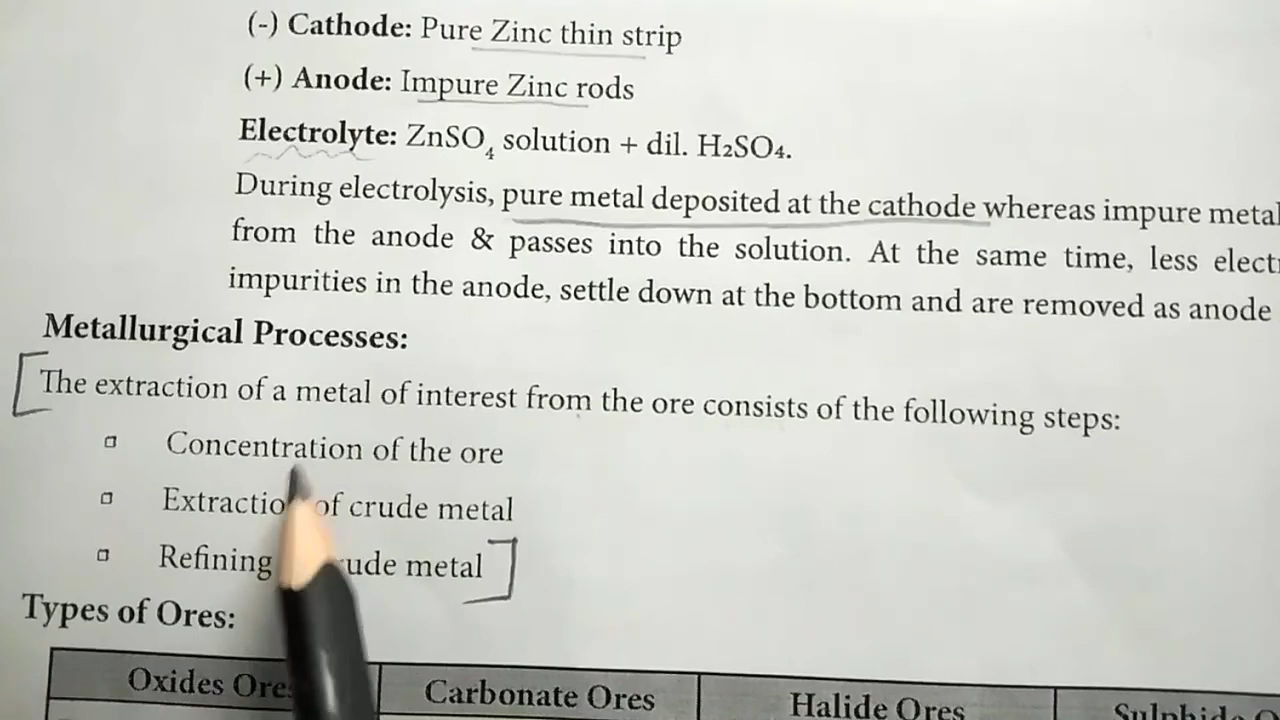 (-) Cathode: Pure Zinc thin strip
(+) Anode: Impure Zinc rods
Electrolyte: ZnSO₄ solution + dil. H₂SO₄.
During electrolysis, pure metal deposited at the cathode whereas impure metal
from the anode & passes into the solution. At the same time, less
impurities in the anode, settle down at the bottom and are removed as anode
Metallurgical Processes:
The extraction of a metal of interest from the ore consists of the following steps:
Concentration of the ore
Extraction of crude metal
Refining metal
Types of Ores:
Oxides Ores Carbonate Ores Halide Ores